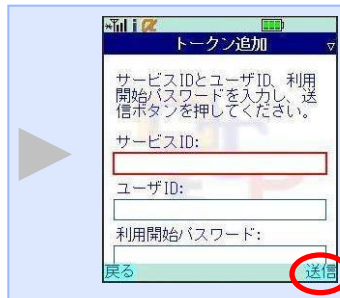 トークン追加
サービスIDとユーザID、利用
開始パスワードを入力し、送
信ボタンを押してください。
サービスID:
ユーザID:
利用開始パスワード:
戻る 送信